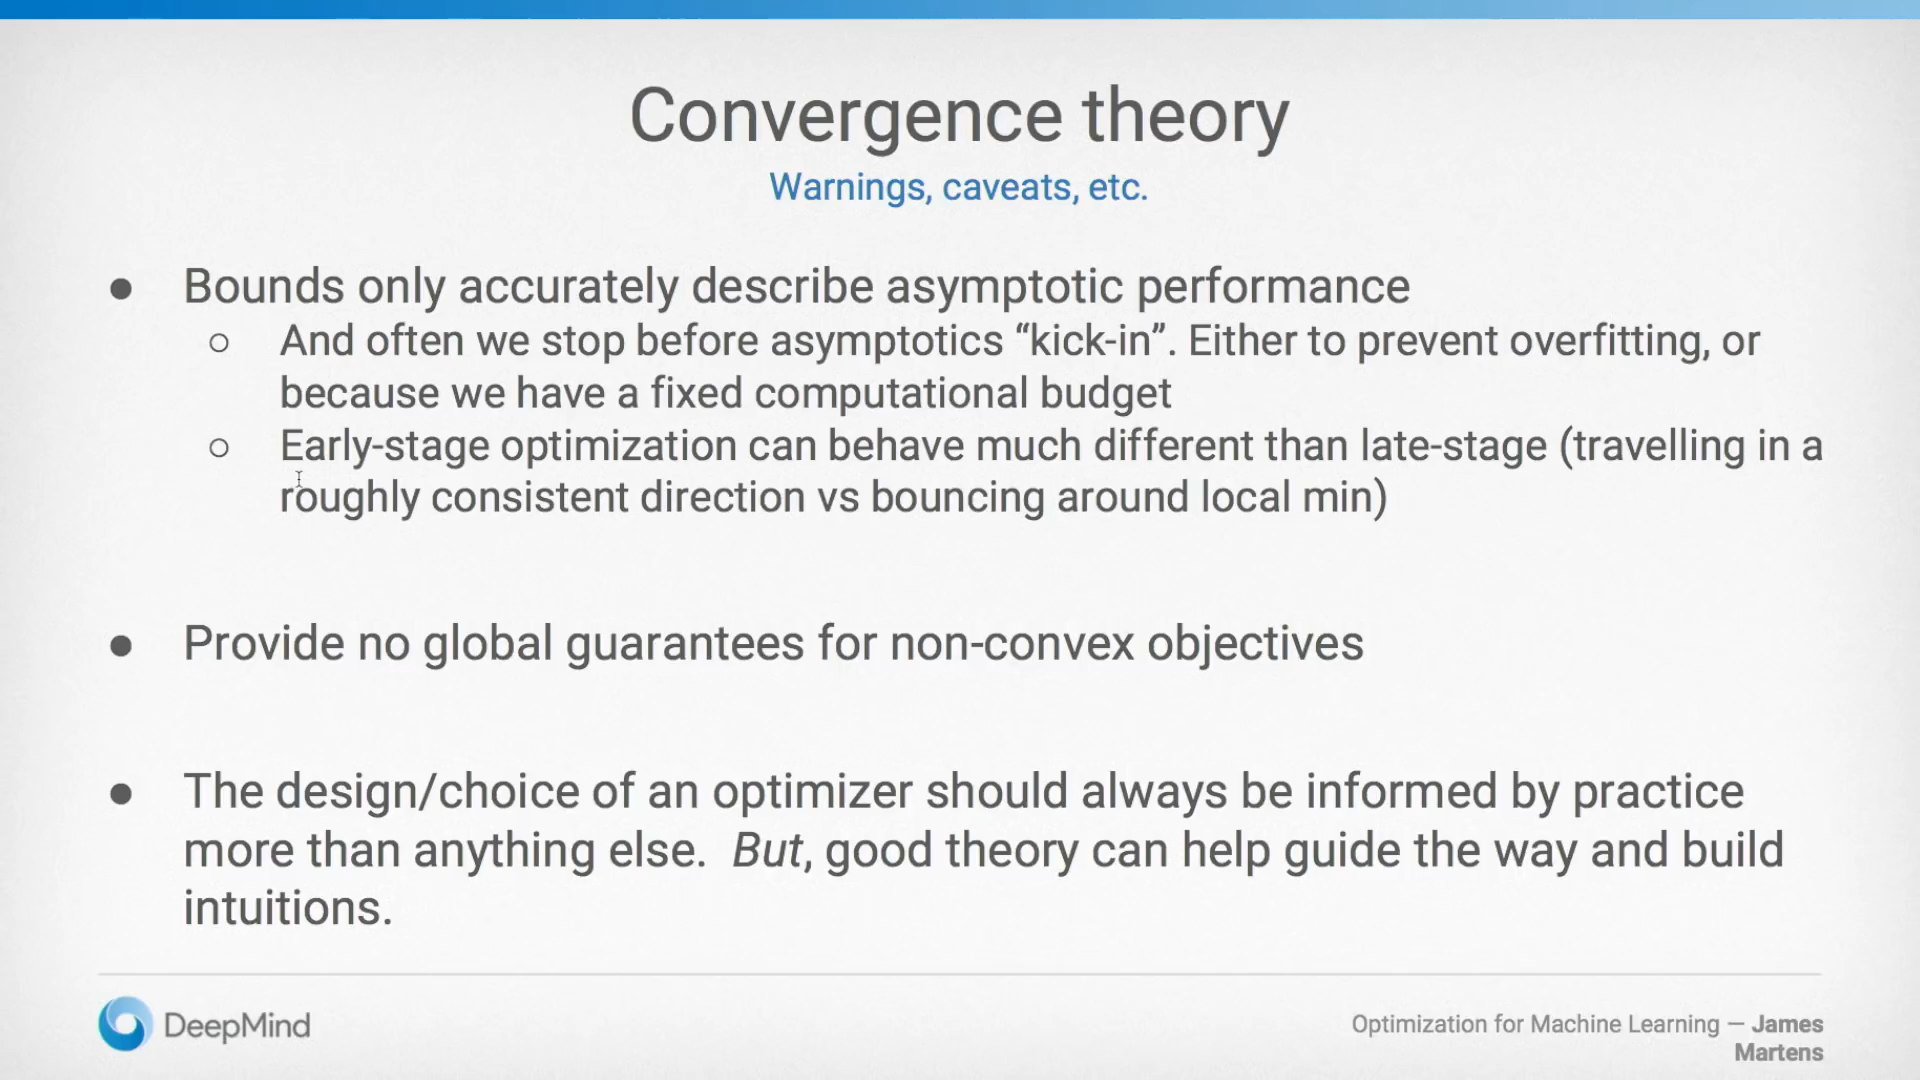 Convergence theory
Warnings, caveats, etc.
● Bounds only accurately describe asymptotic performance
○ And often we stop before asymptotics “kick-in”. Either to prevent overfitting, or
because we have a fixed computational budget
○ Early-stage optimization can behave much different than late-stage (travelling in a
roughly consistent direction vs bouncing around local min)
● Provide no global guarantees for non-convex objectives
● The design/choice of an optimizer should always be informed by practice
more than anything else. But, good theory can help guide the way and build
intuitions.
DeepMind
Optimization for Machine Learning — James
Martens